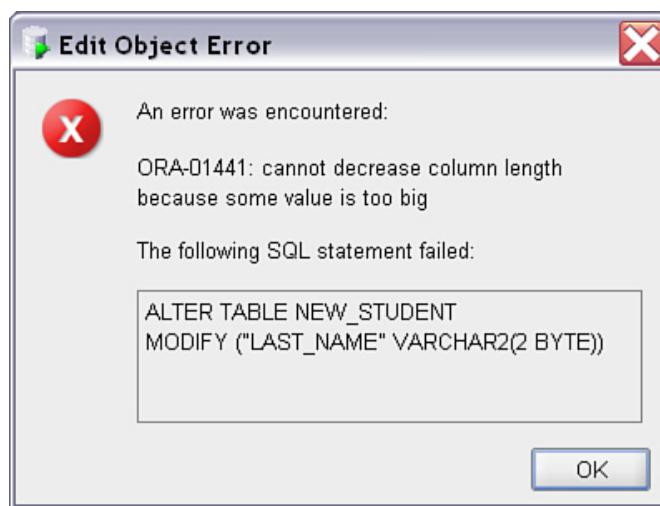 Edit Object Error
An error was encountered:
ORA-01441: cannot decrease column length
because some value is too big
The following SQL statement failed:
ALTER TABLE NEW_STUDENT
MODIFY ("LAST_NAME" VARCHAR2(2 BYTE))
OK